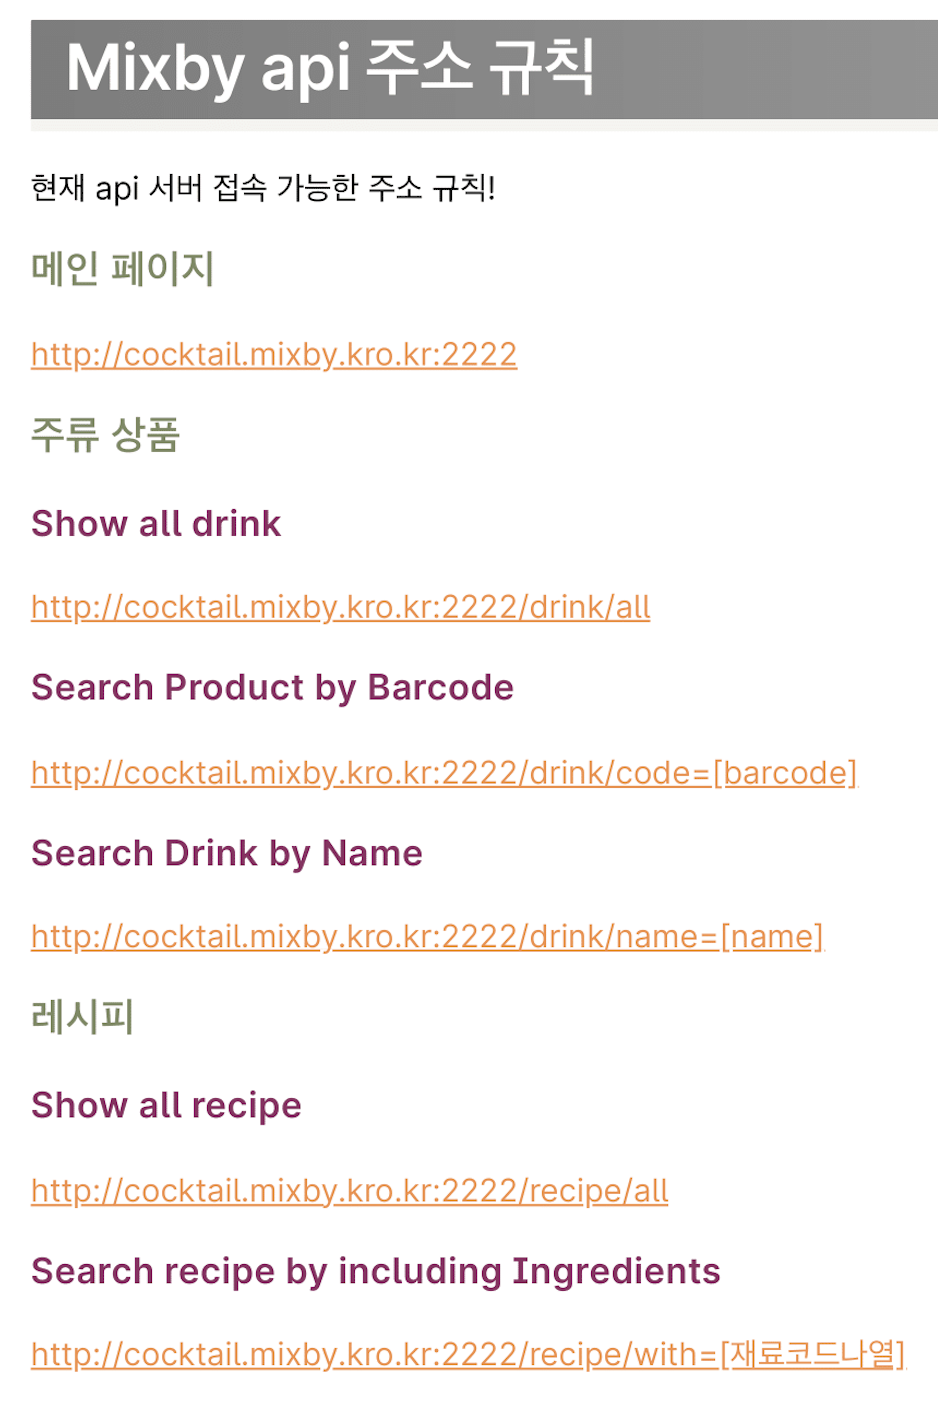 Mixby api 주소 규칙
현재 api 서버 접속 가능한 주소 규칙!
메인 페이지
http://cocktail.mixby.kro.kr:2222
주류 상품
Show all drink
http://cocktail.mixby.kro.kr:2222/drink/all
Search Product by Barcode
http://cocktail.mixby.kro.kr:2222/drink/code=[barcode]
Search Drink by Name
http://cocktail.mixby.kro.kr:2222/drink/name=[name]
레시피
Show all recipe
http://cocktail.mixby.kro.kr:2222/recipe/all
Search recipe by including Ingredients
http://cocktail.mixby.kro.kr:2222/recipe/with=[재료코드나열]